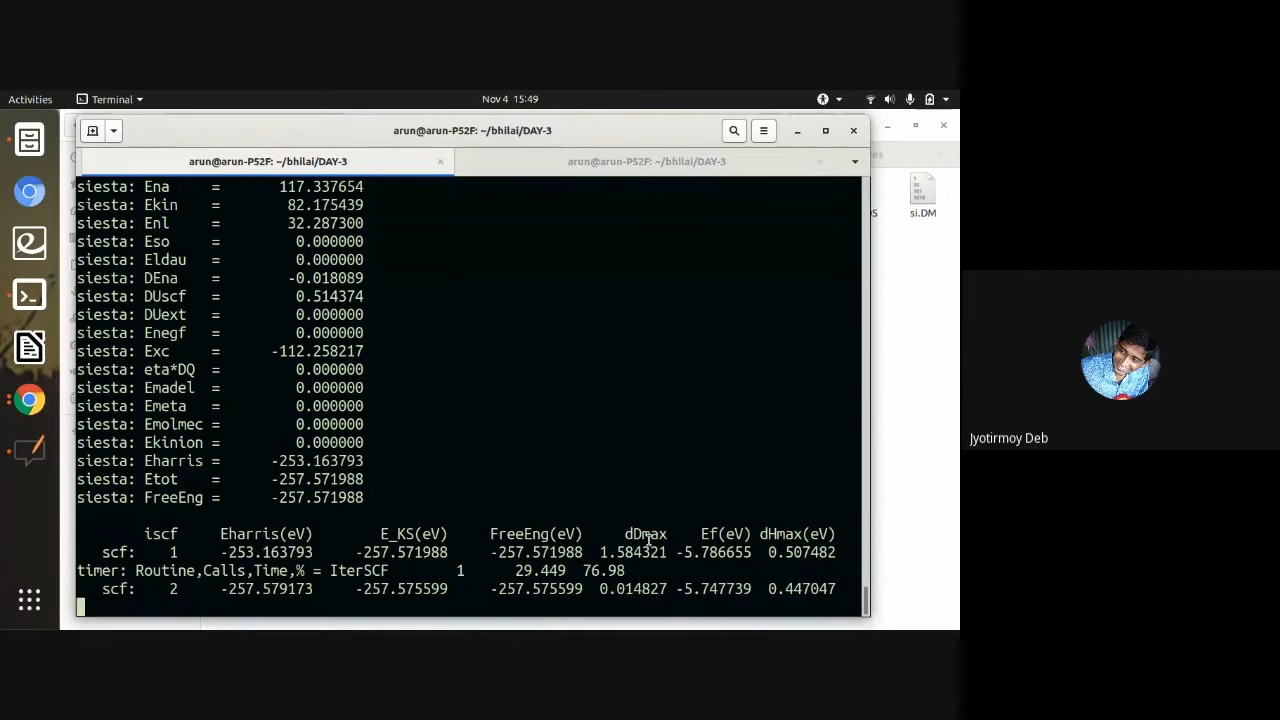 Activities
Terminal
Nov 4 15:49
arun@arun-P52F: ~/bhilai/DAY-3
arun@arun-P52F: ~/bhilai/DAY-3
arun@arun-P52F: ~/bhilai/DAY-3
siesta: Ena = 117.337654
siesta: Ekin = 82.175439
siesta: Enl = 32.287300
siesta: Eso = 0.000000
siesta: Eldau = 0.000000
siesta: DEna = -0.018089
siesta: DUscf = 0.514374
siesta: DUext = 0.000000
siesta: Enegf = 0.000000
siesta: Exc = -112.258217
siesta: eta*DQ = 0.000000
siesta: Emadel = 0.000000
siesta: Emeta = 0.000000
siesta: Emolmec = 0.000000
siesta: Ekinion = 0.000000
siesta: Eharris = -253.163793
siesta: Etot = -257.571988
siesta: FreeEng = -257.571988
iscf Eharris(eV) E_KS(eV) FreeEng(eV) dDmax Ef(eV) dHmax(eV)
scf: 1 -253.163793 -257.571988 -257.571988 1.584321 -5.786655 0.507482
timer: Routine,Calls,Time,% = IterSCF 1 29.449 76.98
scf: 2 -257.579173 -257.575599 -257.575599 0.014827 -5.747739 0.447047
si.DM
Jyotirmoy Deb